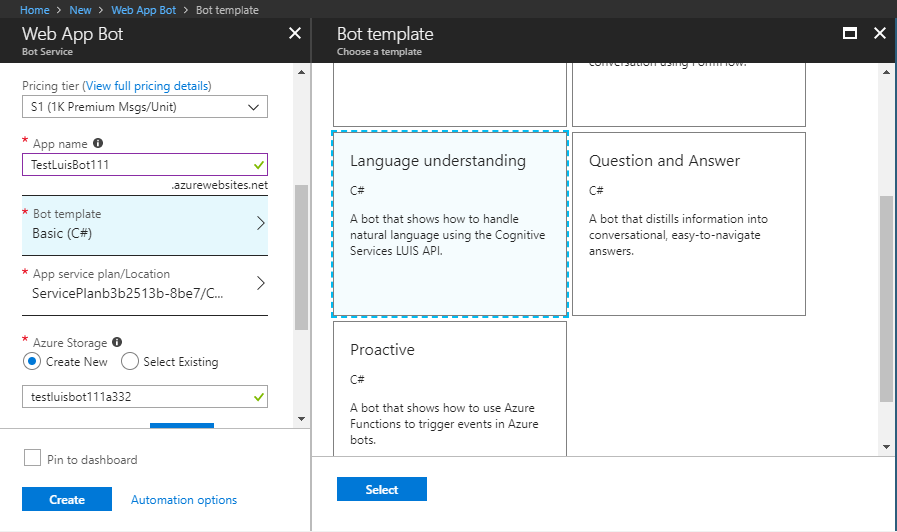 Home > New > Web App Bot > Bot template
Web App Bot
Bot Service
Pricing tier (View full pricing details)
S1 (1K Premium Msgs/Unit)
* App name
TestLuisBot111
.azurewebsites.net
* Bot template
Basic (C#)
* App service plan/Location
ServicePlanb3b2513b-8be7/C...
* Azure Storage
Create New
Select Existing
testluisbot111a332
Pin to dashboard
Create
Automation options
Bot template
Choose a template
conversation using FormFlow.
Language understanding
C#
A bot that shows how to handle
natural language using the Cognitive
Services LUIS API.
Question and Answer
C#
A bot that distills information into
conversational, easy-to-navigate
answers.
Proactive
C#
A bot that shows how to use Azure
Functions to trigger events in Azure
bots.
Select